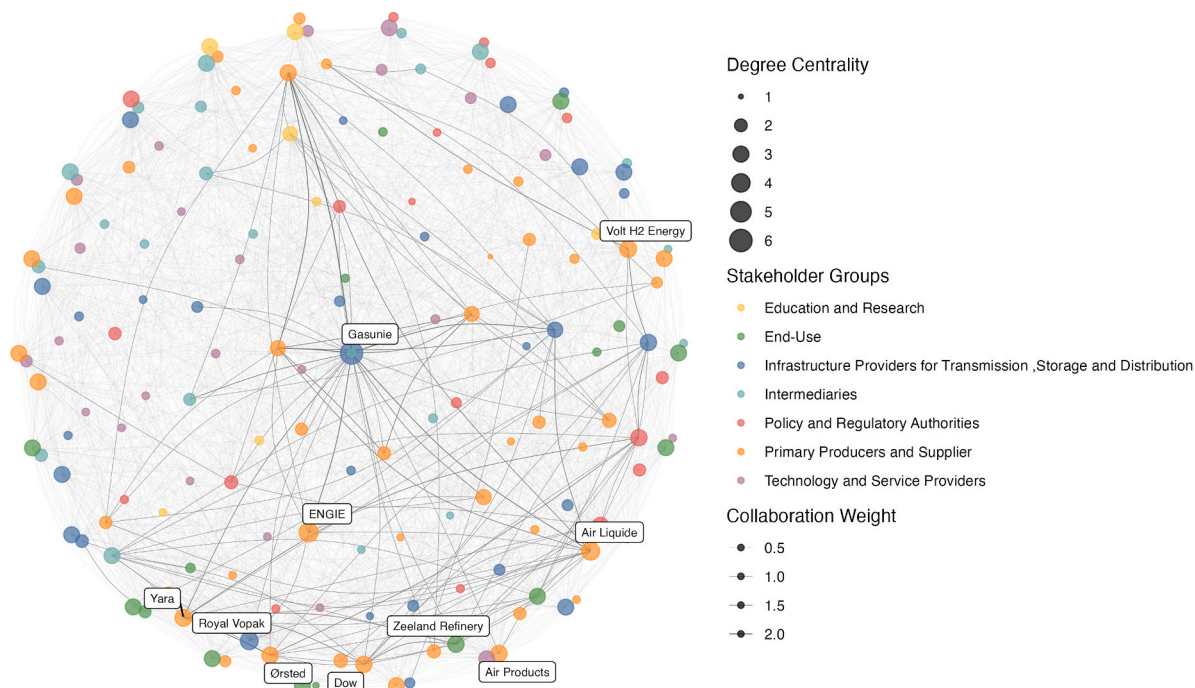 Degree Centrality
1
2
3
4
5
6
Stakeholder Groups
Education and Research
End-Use
Infrastructure Providers for Transmission ,Storage and Distribution
Intermediaries
Policy and Regulatory Authorities
Primary Producers and Supplier
Technology and Service Providers
Collaboration Weight
0.5
1.0
1.5
2.0
Volt H2 Energy
Gasunie
ENGIE
Air Liquide
Yara
Royal Vopak
Zeeland Refinery
Ørsted
Dow
Air Products